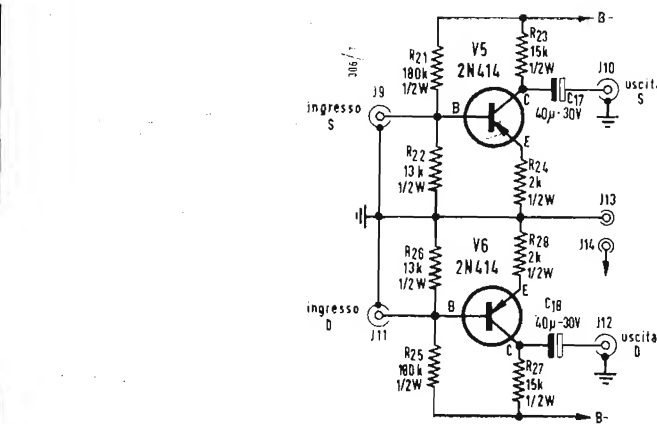 B-
R23
15k
1/2W
R21
180k
1/2W
V5
2N414
J10
uscita
S
306/
J9
ingresso
S
B
C
C17
40µ-30V
E
R22
13k
1/2W
R24
2k
1/2W
J13
R26
13k
1/2W
V6
2N414
R28
2k
1/2W
J14
E
ingresso
D
J11
B
C18
40µ-30V
J12
uscita
D
C
R25
180k
1/2W
R27
15k
1/2W
B-